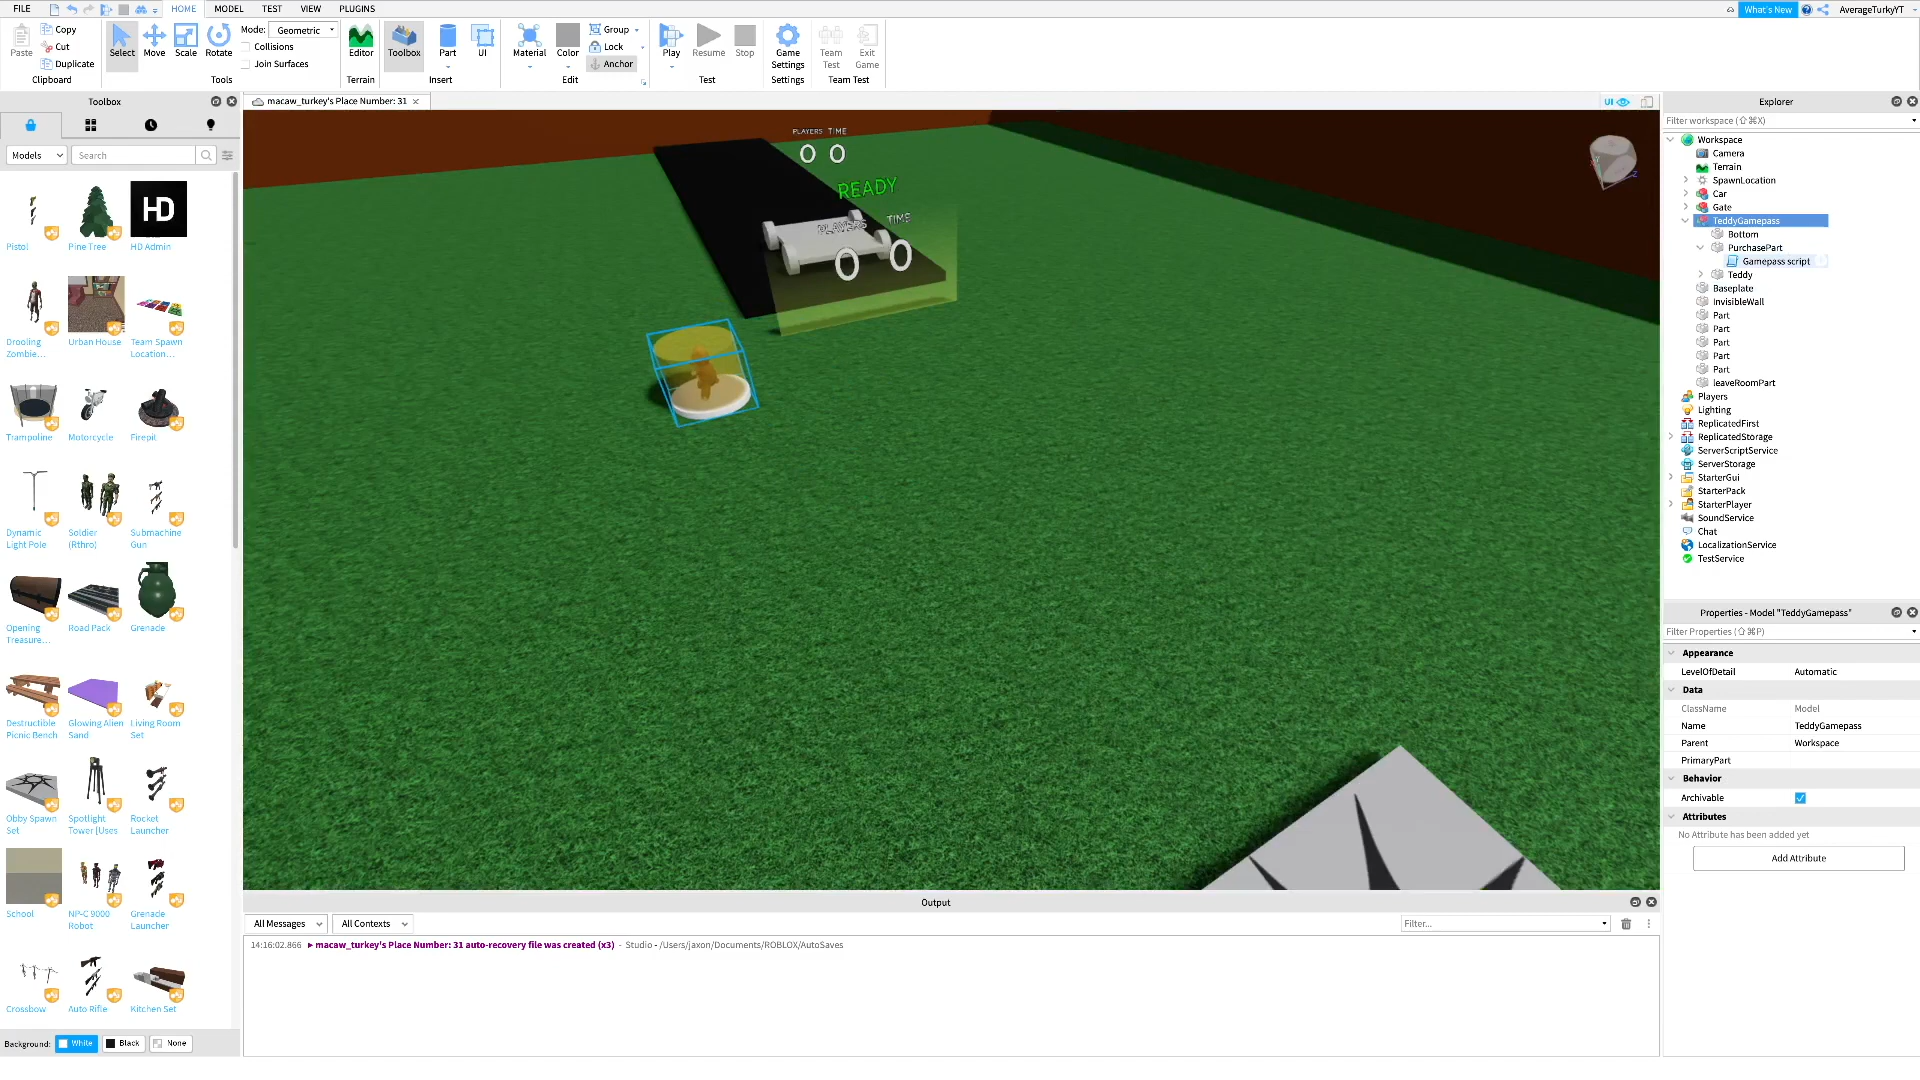 FILE HOME MODEL TEST VIEW PLUGINS What's New AverageTurkyYT
Paste
Copy
Cut
Duplicate
Clipboard
Select Move Scale Rotate
Mode: Geometric
Collisions
Join Surfaces
Tools
Editor
Terrain
Toolbox Part UI
Insert
Material Color
Group
Lock
Anchor
Edit
Play Resume Stop
Test
Game
Settings
Settings
Team
Test
Exit
Game
Team Test
Toolbox
Models Search
Pistol Pine Tree HD Admin
HD
Drooling
Zombie...
Urban House
Team Spawn
Location...
Trampoline Motorcycle Firepit
Dynamic
Light Pole
Soldier
(Rthro)
Submachine
Gun
Opening
Treasure...
Road Pack
Grenade
Destructible
Picnic Bench
Glowing Alien
Sand
Living Room
Set
Obby Spawn
Set
Spotlight
Tower [Uses
Rocket
Launcher
School
NP-C 9000
Robot
Grenade
Launcher
Crossbow Auto Rifle Kitchen Set
Background: White Black None
macaw_turkey's Place Number: 31
UI
PLAYERS TIME
0 0
READY
PLAYERS TIME
0 0
Output
All Messages All Contexts Filter...
14:16:02.866 macaw_turkey's Place Number: 31 auto-recovery file was created (x3) - Studio - /Users/jaxon/Documents/ROBLOX/AutoSaves
Explorer
Filter workspace (⇧⌘X)
Workspace
Camera
Terrain
SpawnLocation
Car
Gate
TeddyGamepass
Bottom
PurchasePart
Gamepass script
Teddy
Baseplate
InvisibleWall
Part
Part
Part
Part
Part
leaveRoomPart
Players
Lighting
ReplicatedFirst
ReplicatedStorage
ServerScriptService
ServerStorage
StarterGui
StarterPack
StarterPlayer
SoundService
Chat
LocalizationService
TestService
Properties - Model "TeddyGamepass"
Filter Properties (⇧⌘P)
Appearance
LevelOfDetail Automatic
Data
ClassName Model
Name TeddyGamepass
Parent Workspace
PrimaryPart
Behavior
Archivable
Attributes
No Attribute has been added yet
Add Attribute